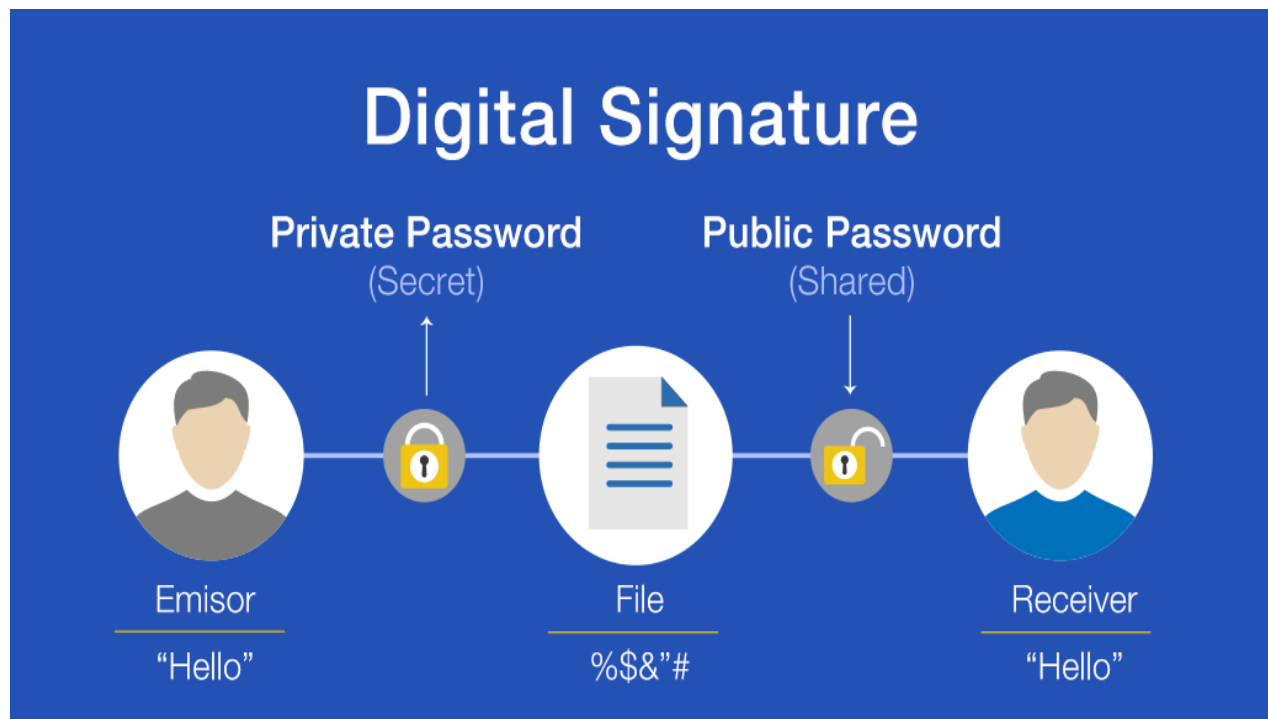 Digital Signature
Private Password
(Secret)
Public Password
(Shared)
Emisor
“Hello”
File
%$&”#
Receiver
“Hello”